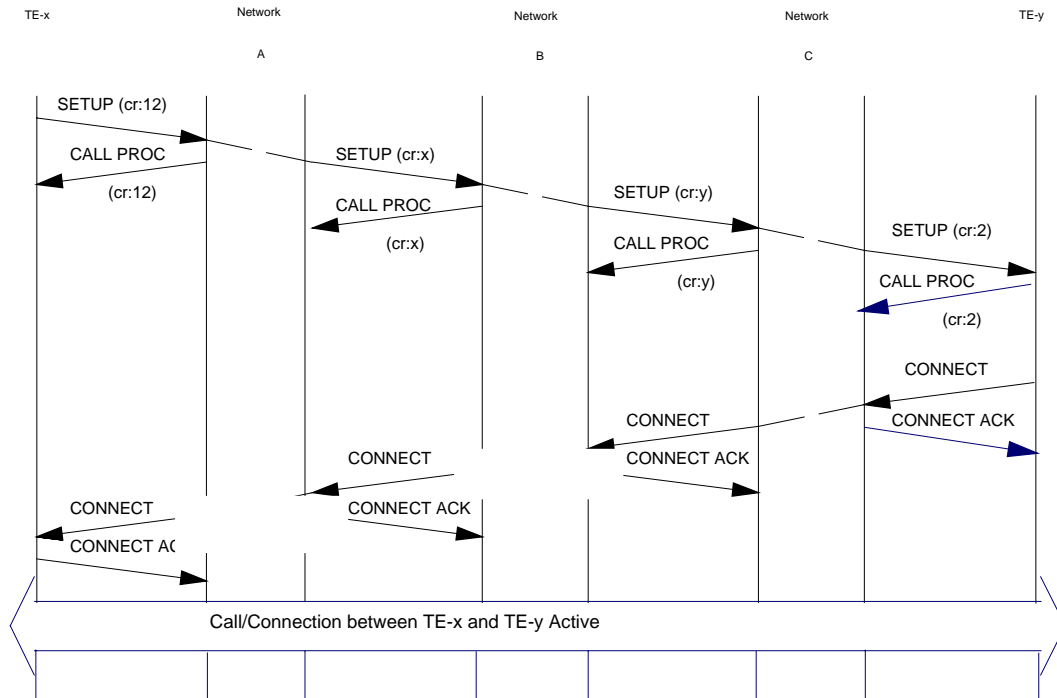 TE-x
Network
Network
Network
TE-y
A
B
C
SETUP (cr:12)
CALL PROC
(cr:12)
SETUP (cr:x)
CALL PROC
(cr:x)
SETUP (cr:y)
CALL PROC
(cr:y)
SETUP (cr:2)
CALL PROC
(cr:2)
CONNECT
CONNECT
CONNECT ACK
CONNECT
CONNECT ACK
CONNECT
CONNECT ACK
CONNECT AC
Call/Connection between TE-x and TE-y Active